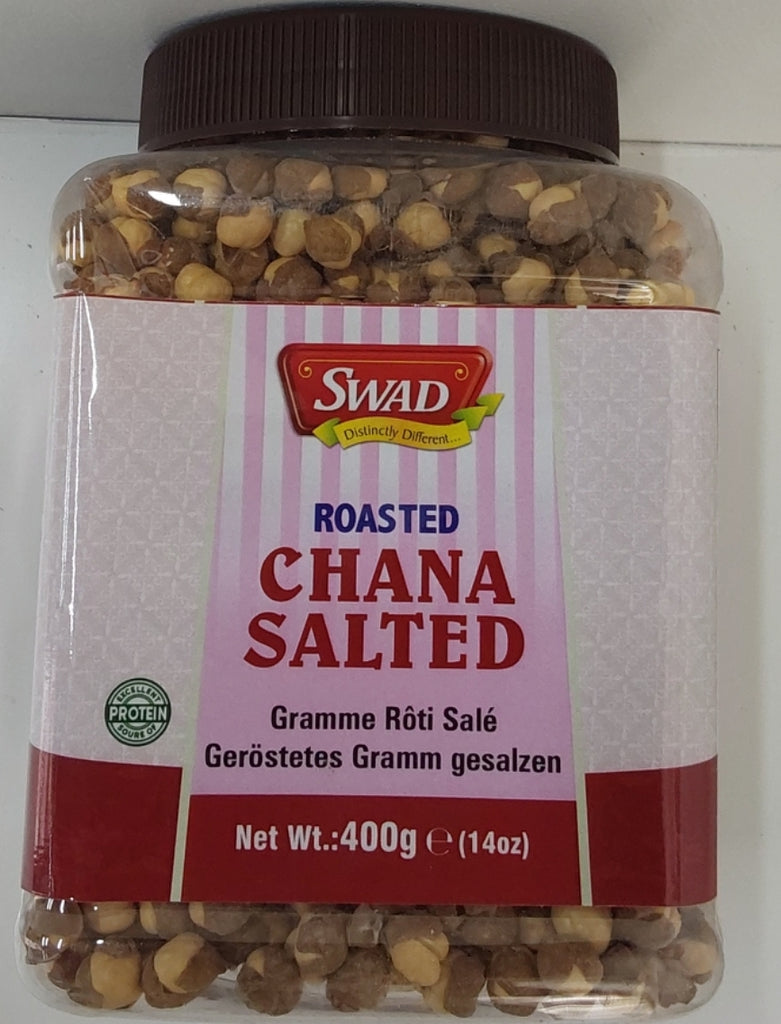 SWAD
Distinctly Different...
ROASTED
CHANA
SALTED
EXCELLENT
PROTEIN
SOURE OF
Gramme Rôti Salé
Geröstetes Gramm gesalzen
Net Wt.:400g ℮ (14oz)